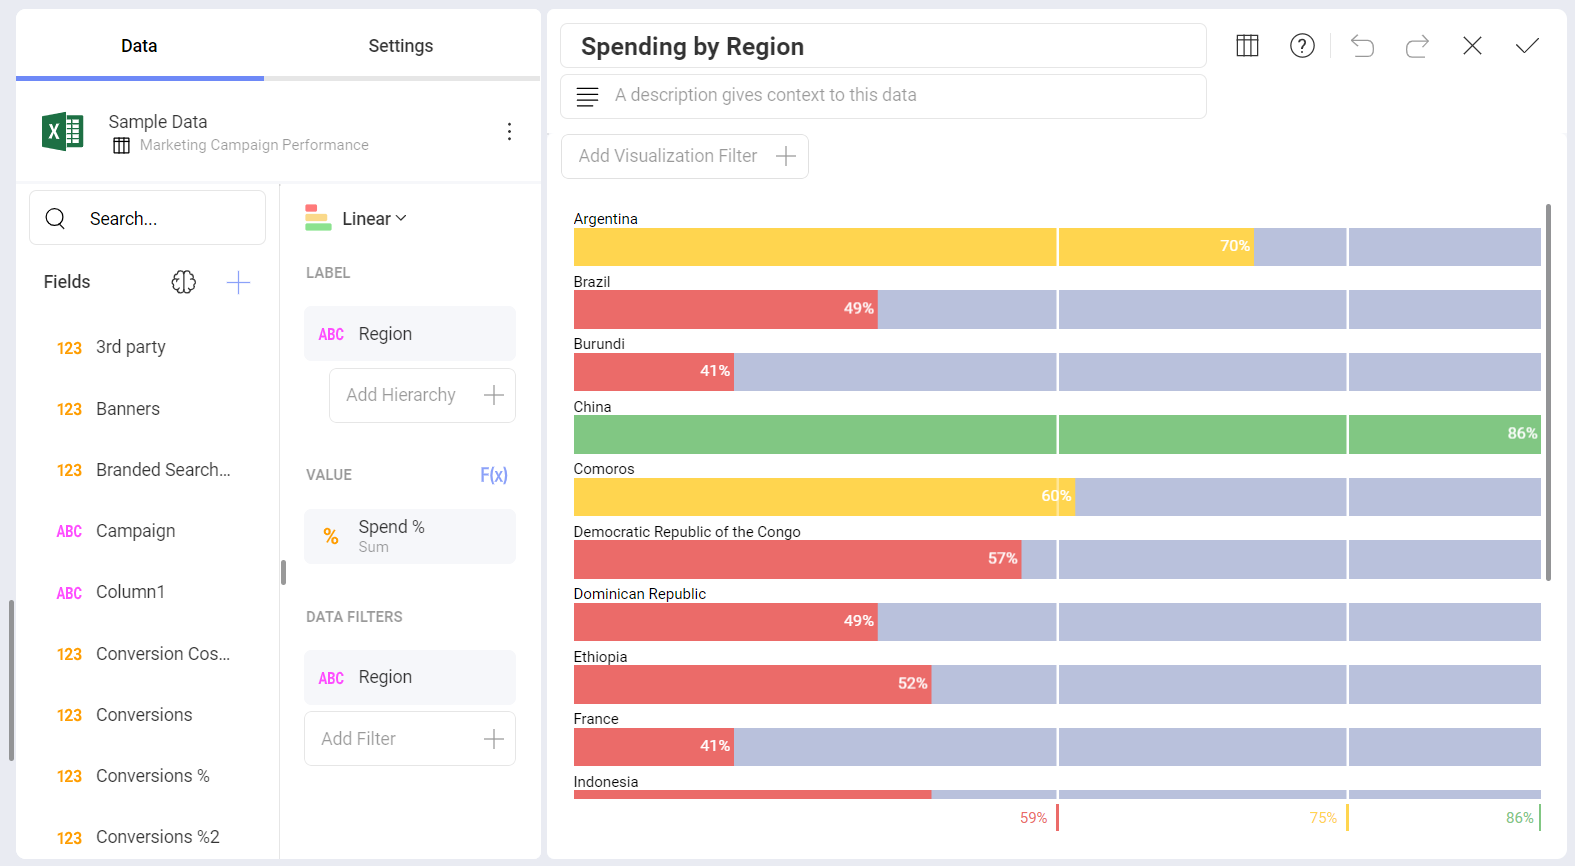 Data
Settings
Sample Data
Marketing Campaign Performance
Search...
Fields
123 3rd party
123 Banners
123 Branded Search...
ABC Campaign
ABC Column1
123 Conversion Cos...
123 Conversions
123 Conversions %
123 Conversions %2
Linear
LABEL
ABC Region
Add Hierarchy
VALUE F(x)
% Spend %
Sum
DATA FILTERS
ABC Region
Add Filter
Spending by Region
A description gives context to this data
Add Visualization Filter
Argentina
70%
Brazil
49%
Burundi
41%
China
86%
Comoros
60%
Democratic Republic of the Congo
57%
Dominican Republic
49%
Ethiopia
52%
France
41%
Indonesia
59% 75% 86%